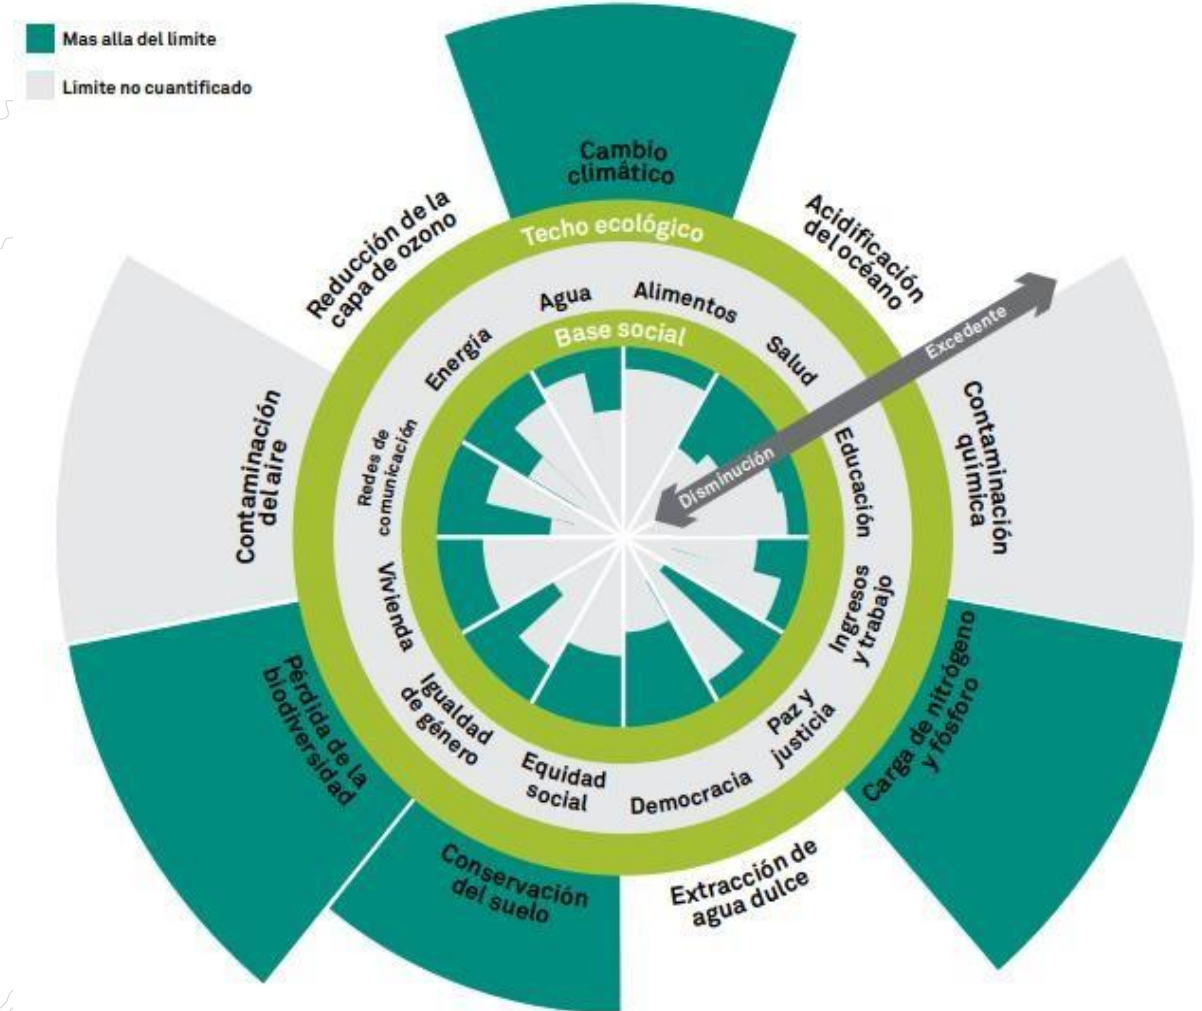 Mas alla del limite
Limite no cuantificado
Cambio
climático
Techo ecológico
Reducción de la
capa de ozono
Acidificación
del océano
Agua
Alimentos
Base social
Energía
Salud
Excedente
Disminución
Redes de
comunicación
Educación
Contaminación
del aire
Contaminación
química
Vivienda
Ingresos
y trabajo
Pérdida de la
biodiversidad
Igualdad
de género
Paz y
justicia
Carga de nitrógeno
y fósforo
Equidad
social
Democracia
Conservación
del suelo
Extracción de
agua dulce